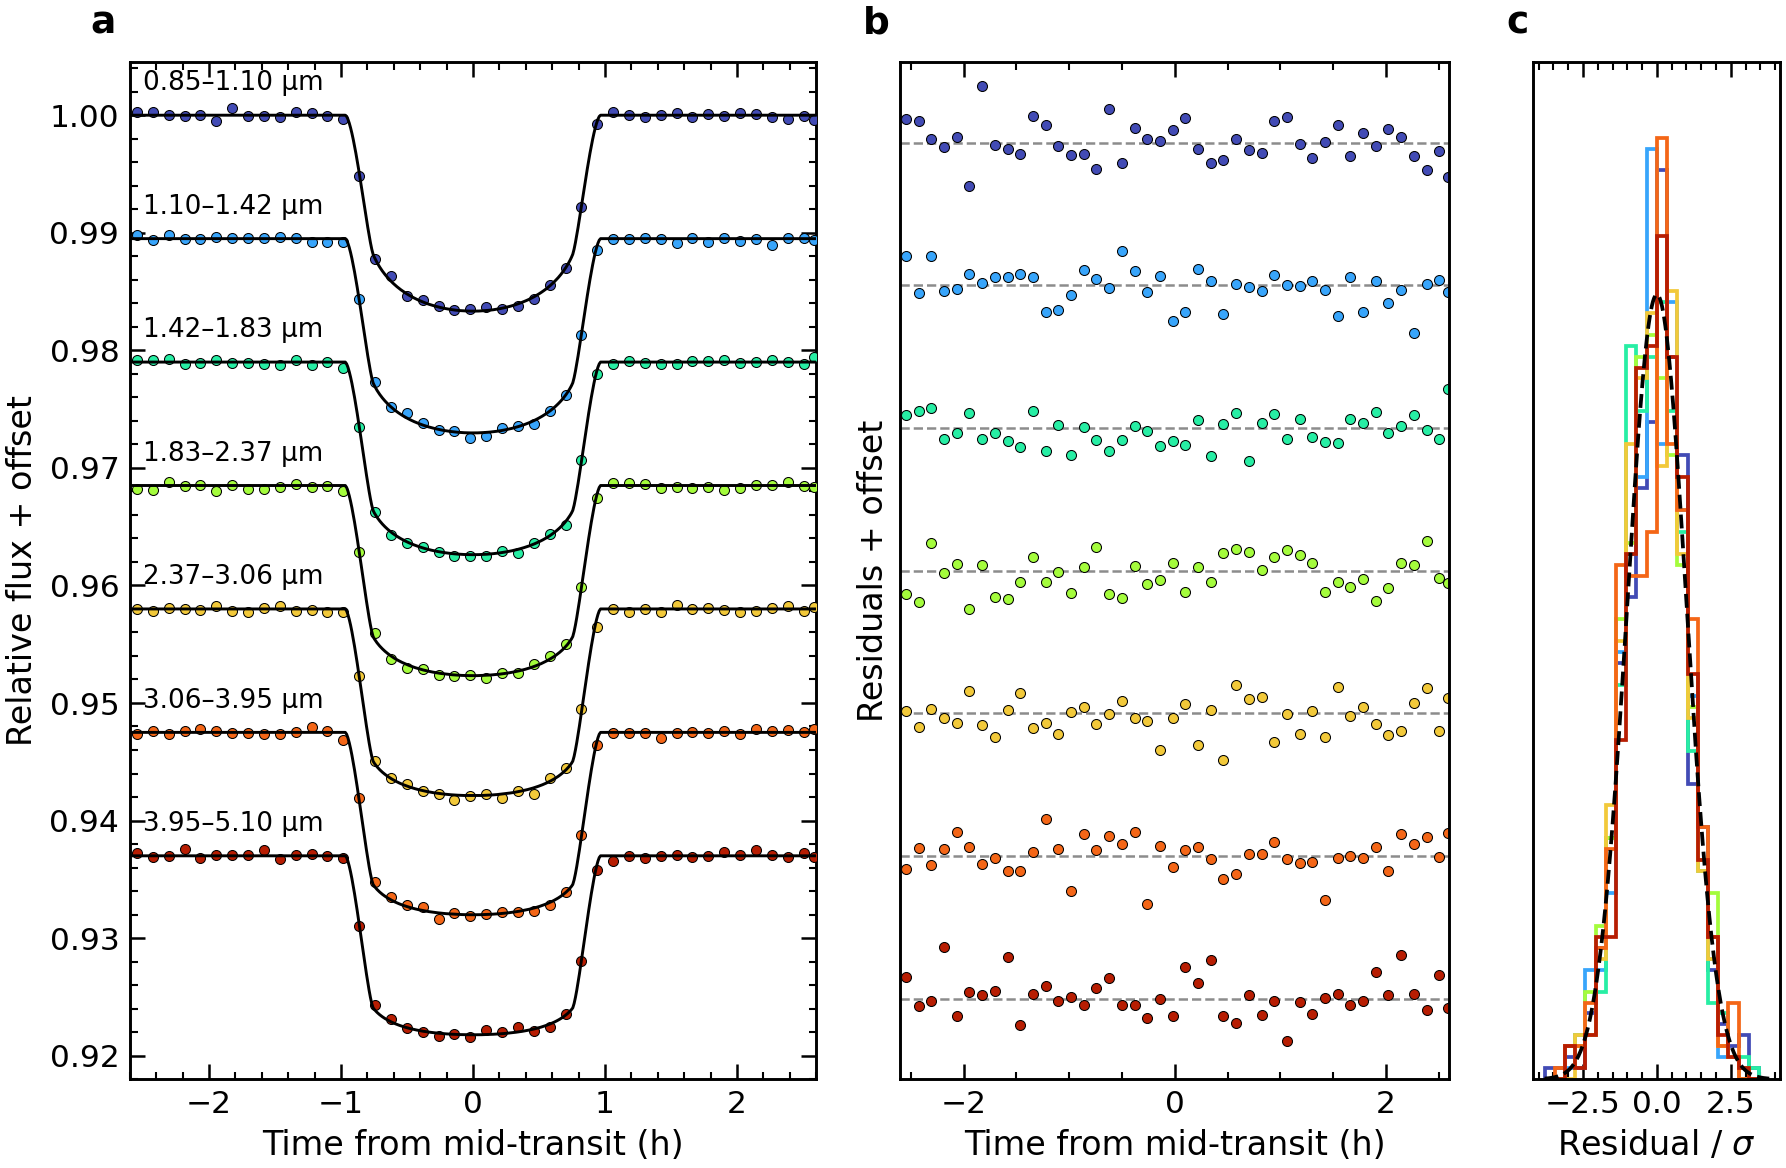 a
b
c
0.85–1.10 µm
1.10–1.42 µm
1.42–1.83 µm
1.83–2.37 µm
2.37–3.06 µm
3.06–3.95 µm
3.95–5.10 µm
1.00
0.99
0.98
0.97
0.96
0.95
0.94
0.93
0.92
Relative flux + offset
−2 −1 0 1 2
Time from mid-transit (h)
Residuals + offset
−2 0 2
Time from mid-transit (h)
−2.5 0.0 2.5
Residual / σ